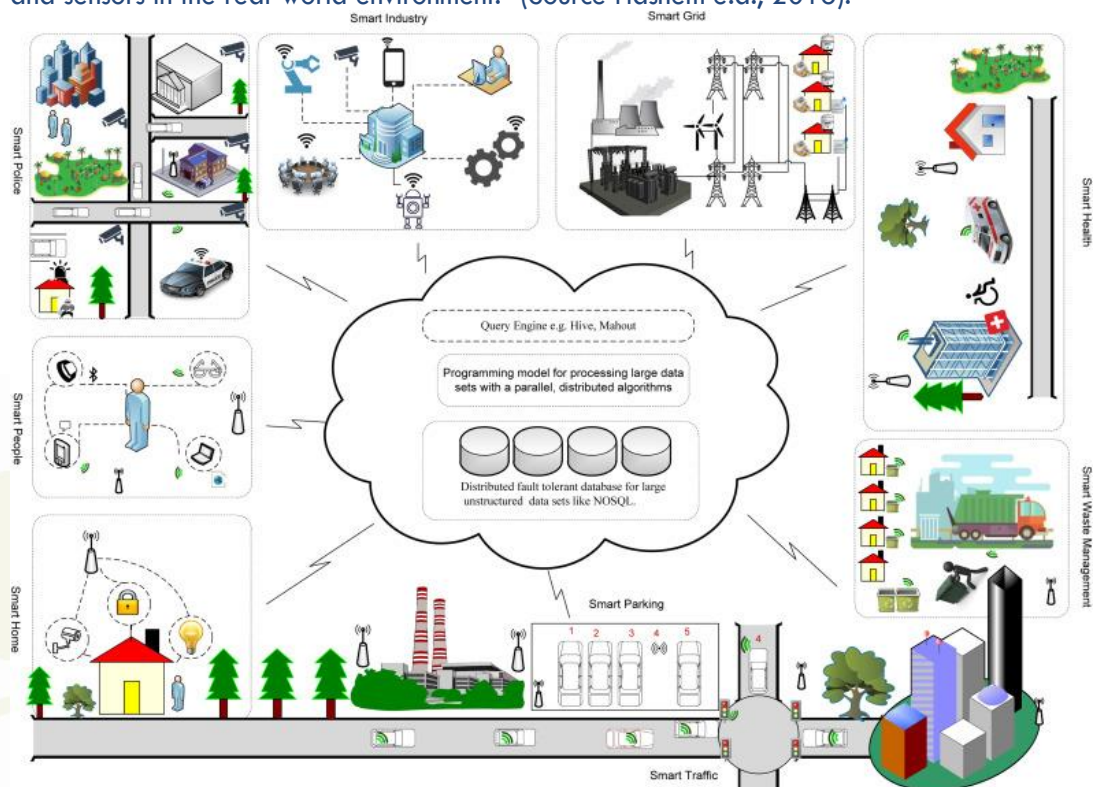 and sensors in the real-world environment." (Source Hashem e.a., 2016).
Smart Industry
Smart Grid
Smart Police
Smart Health
Query Engine e.g. Hive, Mahout
Programming model for processing large data
sets with a parallel, distributed algorithms
Distributed fault tolerant database for large
unstructured data sets like NOSQL.
Smart People
Smart Waste Management
Smart Home
Smart Parking
1 2 3 4 5
4
Smart Traffic